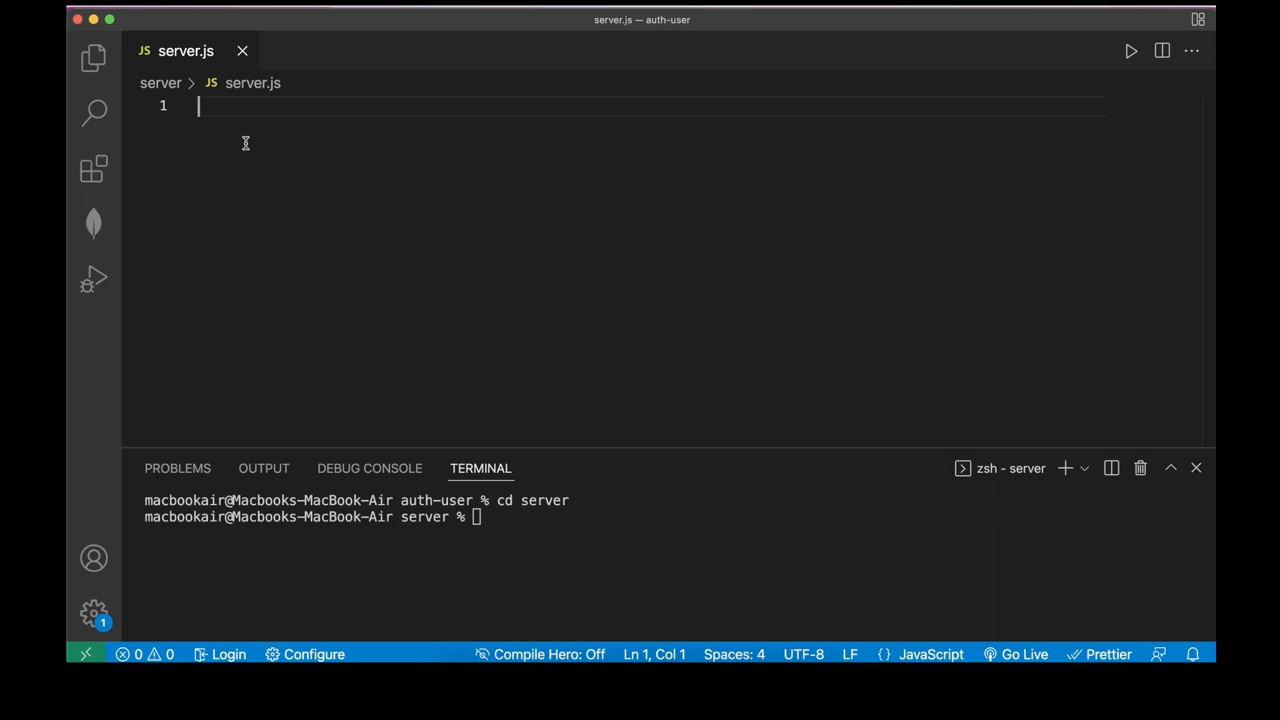 server.js — auth-user
JS server.js
server > JS server.js
1
PROBLEMS OUTPUT DEBUG CONSOLE TERMINAL
zsh - server
macbookair@Macbooks-MacBook-Air auth-user % cd server
macbookair@Macbooks-MacBook-Air server %
1
0 0 Login Configure Compile Hero: Off Ln 1, Col 1 Spaces: 4 UTF-8 LF {} JavaScript Go Live Prettier